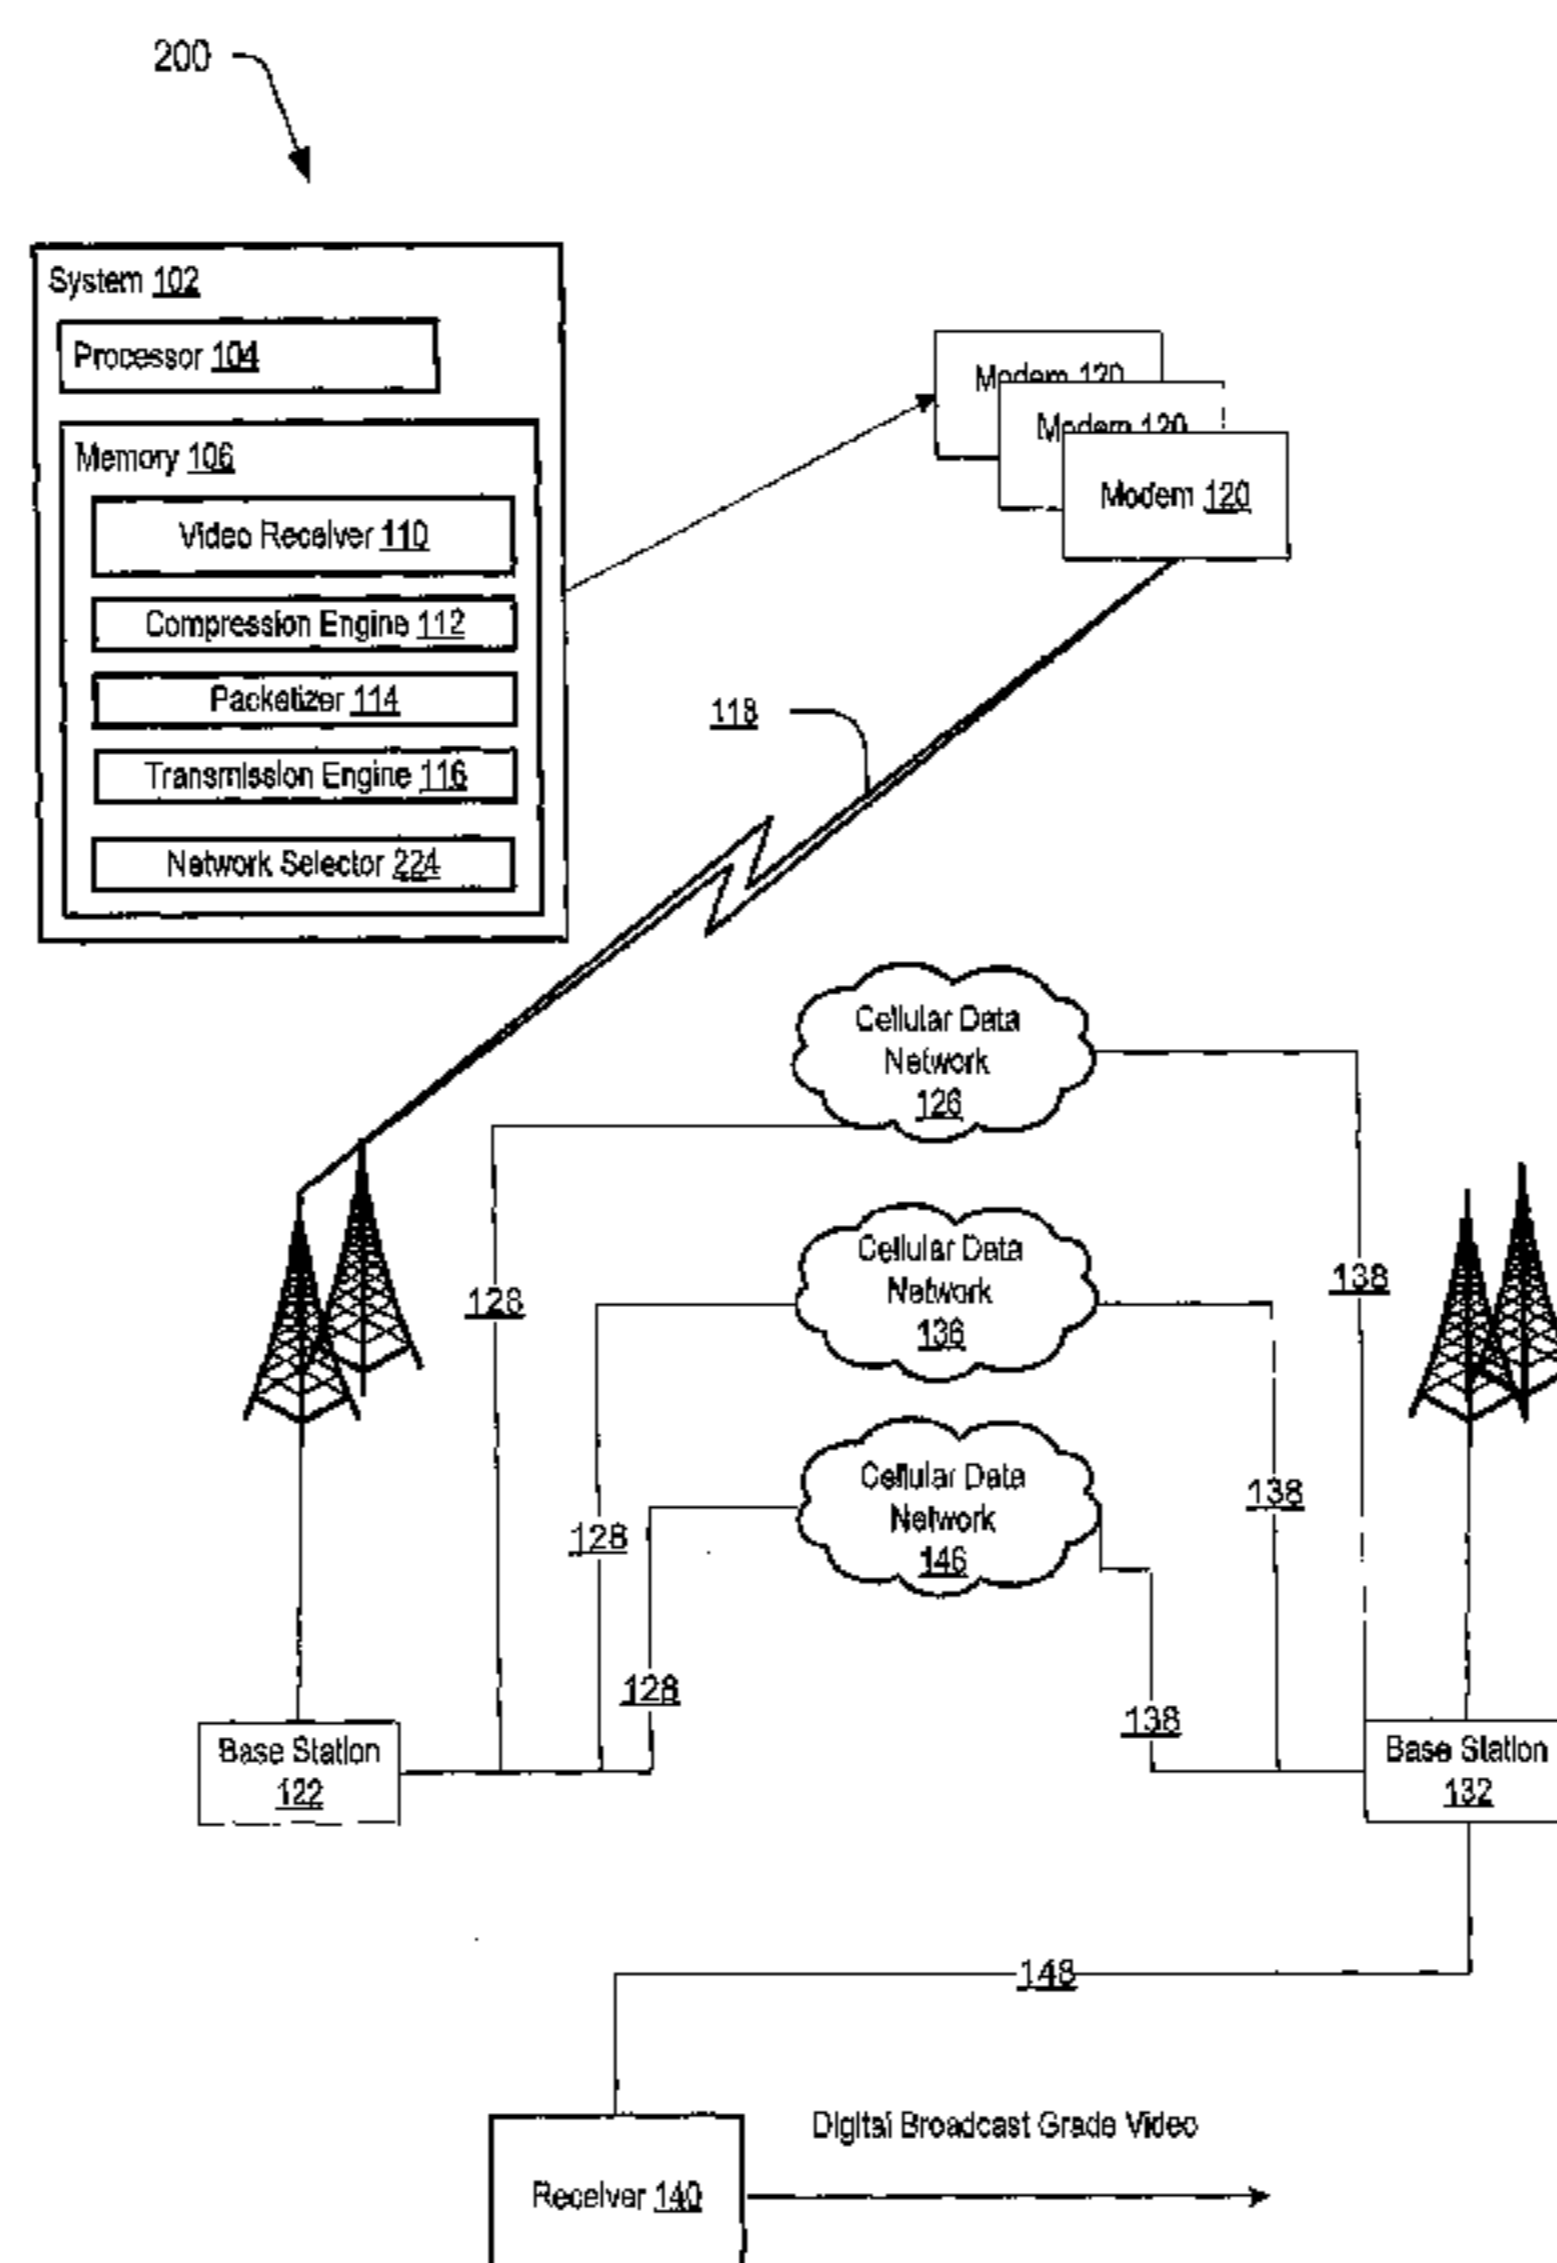 200
System 102
Processor 104
Memory 106
Video Receiver 110
Compression Engine 112
Packetizer 114
Transmission Engine 116
Network Selector 224
Modem 120
Modem 120
Modem 120
118
Cellular Data
Network
126
Cellular Data
Network
136
Cellular Data
Network
146
128
128
128
138
138
138
Base Station
122
Base Station
132
148
Digital Broadcast Grade Video
Receiver 140